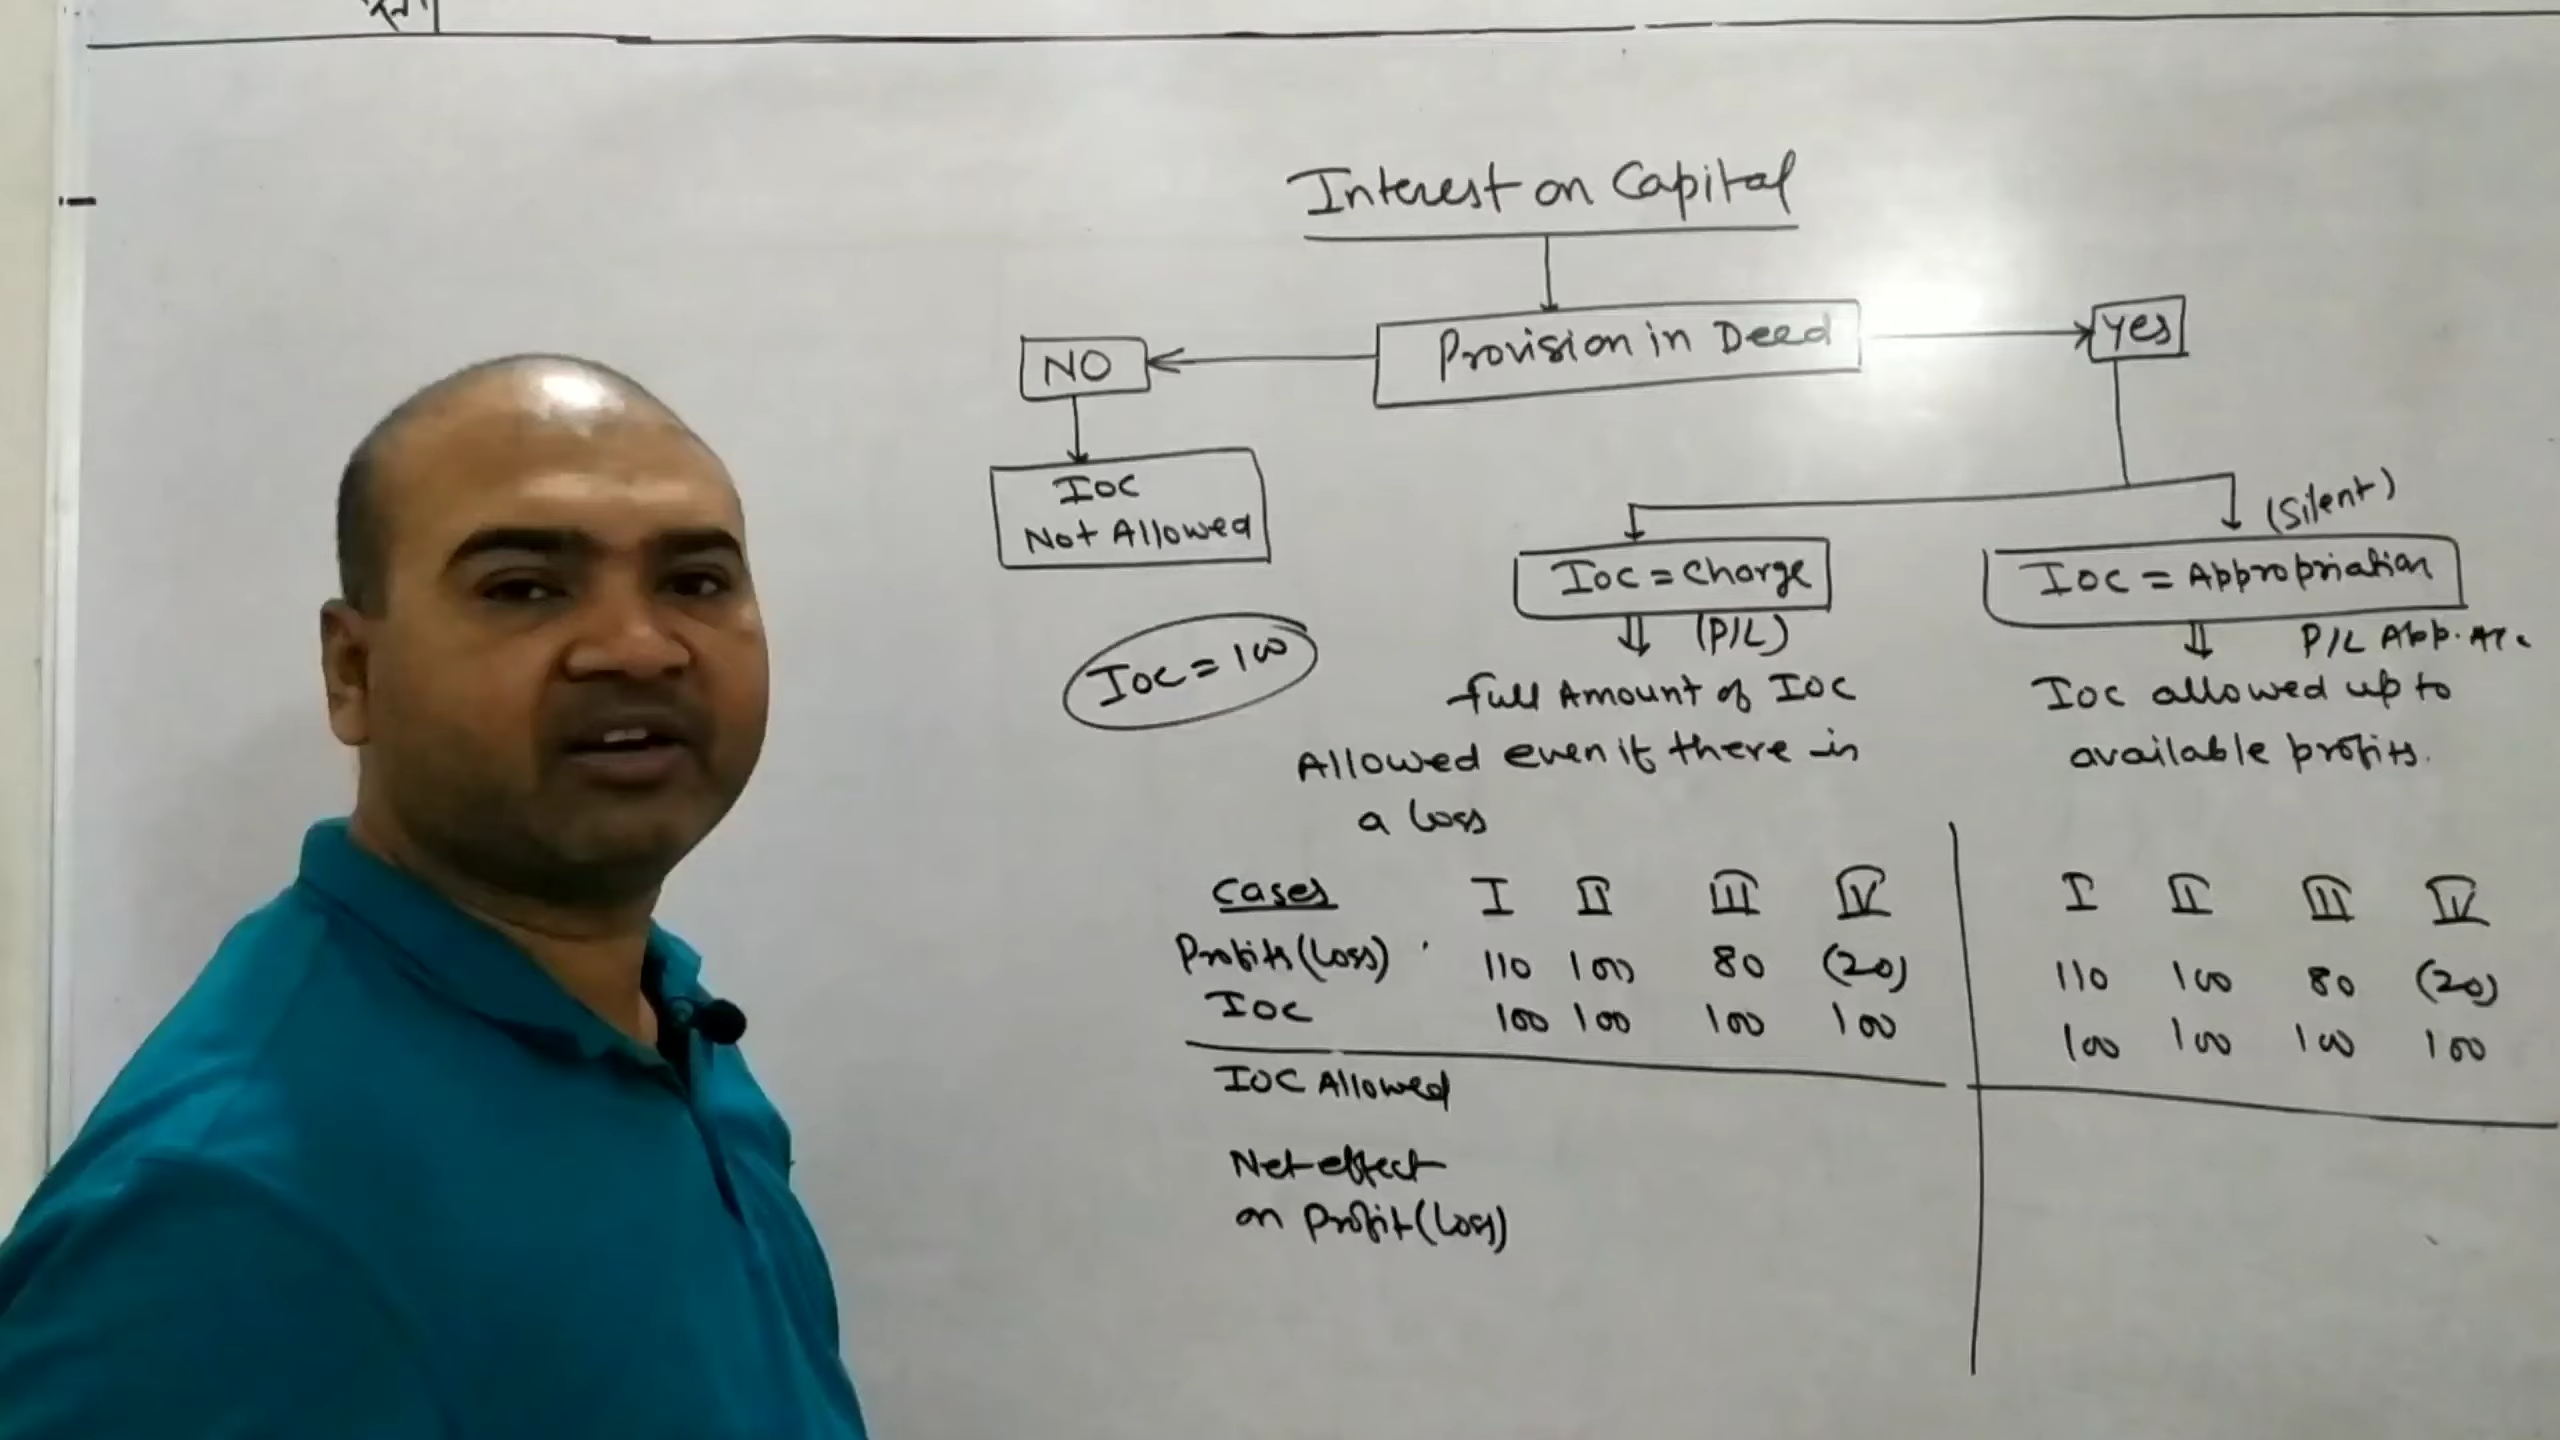 Interest on Capital
NO
Provision in Deed
Yes
IOC
Not Allowed
(Silent)
IOC = Charge
IOC = Appropriation
(P/L)
P/L App. A/c
IOC = 100
full Amount of IOC
Allowed even if there is
a loss
IOC allowed up to
available profits.
Cases I II III IV I II III IV
Profits (Loss) 110 100 80 (20) 110 100 80 (20)
IOC 100 100 100 100 100 100 100 100
IOC Allowed
Net effect
on Profit (Loss)